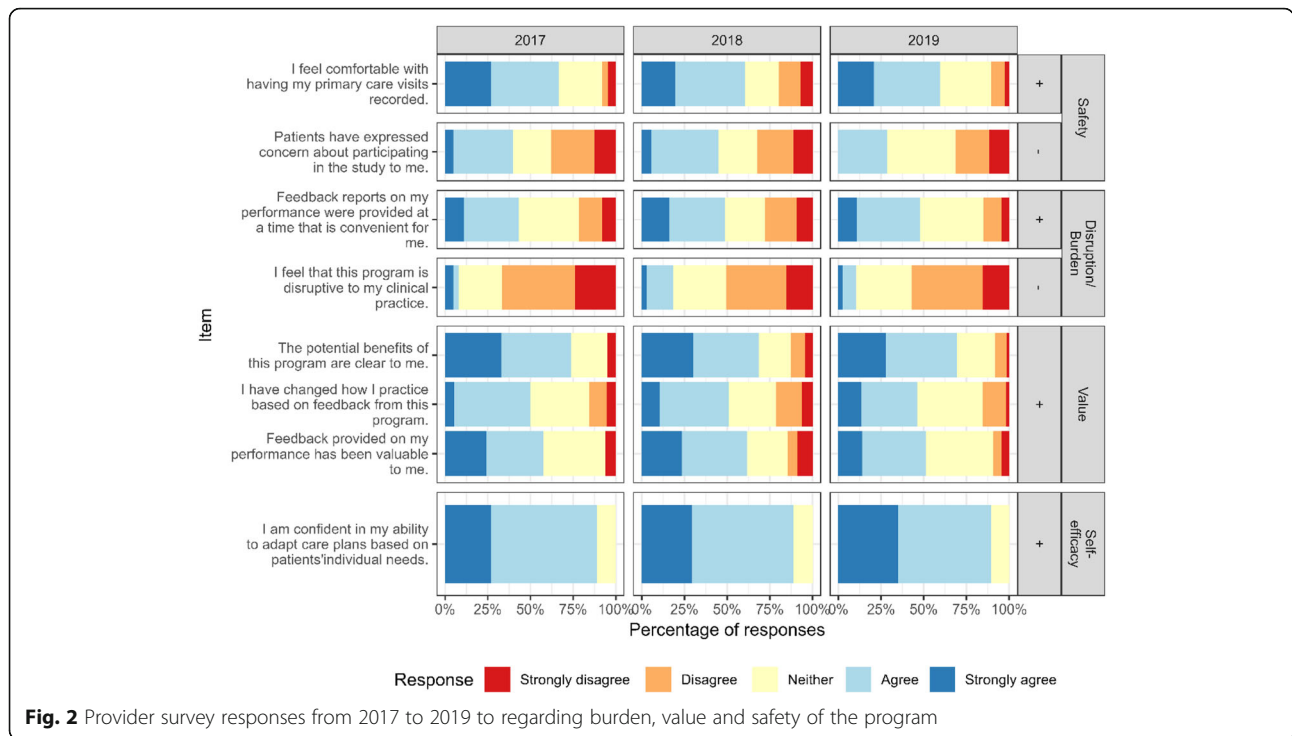 2017
2018
2019
I feel comfortable with
having my primary care visits
recorded.
+
Safety
Patients have expressed
concern about participating
in the study to me.
-
Feedback reports on my
performance were provided at
a time that is convenient for
me.
+
Disruption/
Burden
I feel that this program is
disruptive to my clinical
practice.
-
Item
The potential benefits of
this program are clear to me.
I have changed how I practice
based on feedback from this
program.
+
Value
Feedback provided on my
performance has been valuable
to me.
I am confident in my ability
to adapt care plans based on
patients'individual needs.
+
Self-
efficacy
0% 25% 50% 75% 100% 0% 25% 50% 75% 100% 0% 25% 50% 75% 100%
Percentage of responses
Response Strongly disagree Disagree Neither Agree Strongly agree
Fig. 2 Provider survey responses from 2017 to 2019 to regarding burden, value and safety of the program